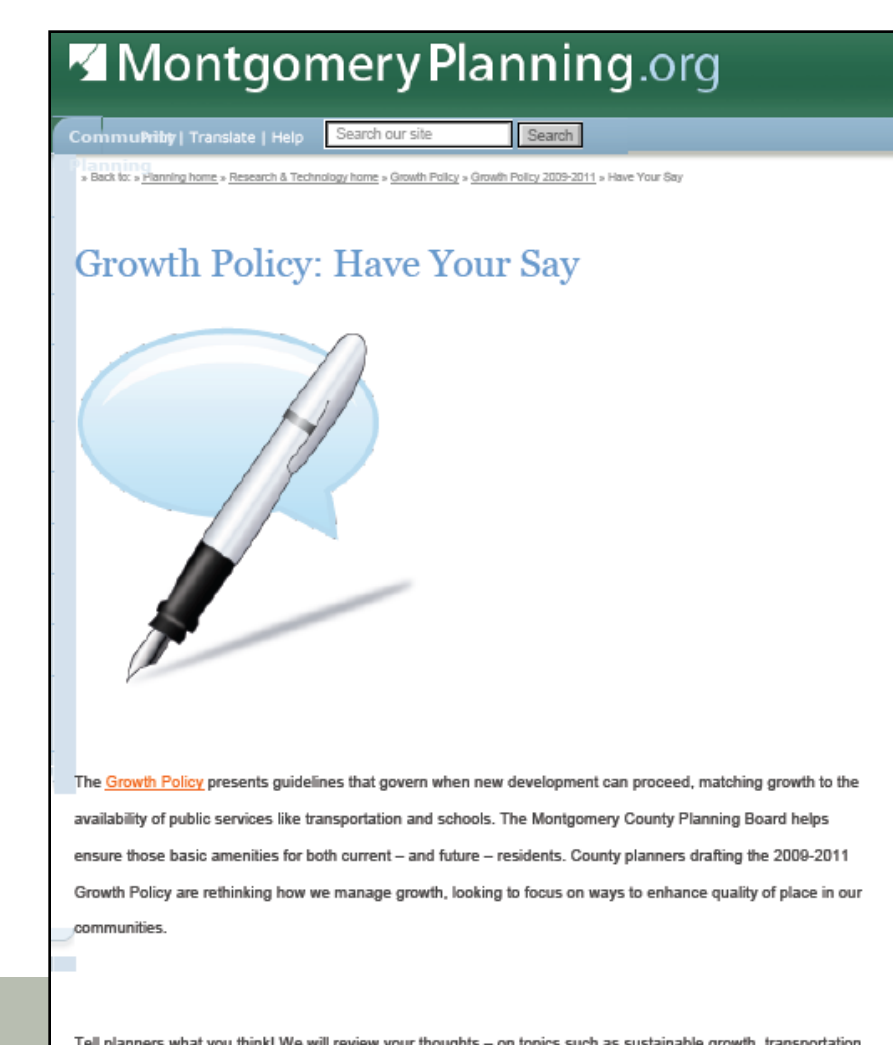 MontgomeryPlanning.org
Community Print | Translate | Help Search our site Search
Planning
» Back to: » Planning home » Research & Technology home » Growth Policy » Growth Policy 2009-2011 » Have Your Say
Growth Policy: Have Your Say
The Growth Policy presents guidelines that govern when new development can proceed, matching growth to the
availability of public services like transportation and schools. The Montgomery County Planning Board helps
ensure those basic amenities for both current – and future – residents. County planners drafting the 2009-2011
Growth Policy are rethinking how we manage growth, looking to focus on ways to enhance quality of place in our
communities.
Tell planners what you think! We will review your thoughts – on topics such as sustainable growth, transportation